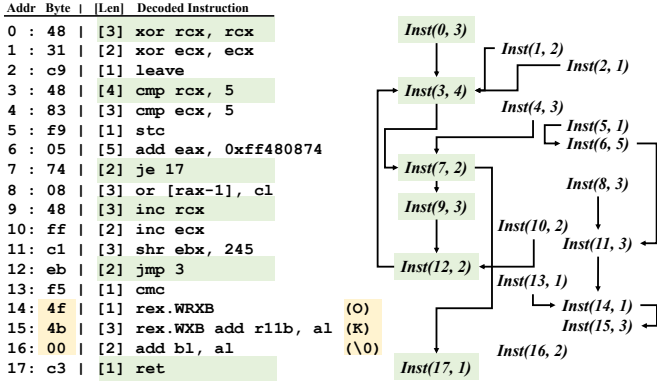 Addr Byte | [Len] Decoded Instruction
0 : 48 | [3] xor rcx, rcx
1 : 31 | [2] xor ecx, ecx
2 : c9 | [1] leave
3 : 48 | [4] cmp rcx, 5
4 : 83 | [3] cmp ecx, 5
5 : f9 | [1] stc
6 : 05 | [5] add eax, 0xff480874
7 : 74 | [2] je 17
8 : 08 | [3] or [rax-1], cl
9 : 48 | [3] inc rcx
10: ff | [2] inc ecx
11: c1 | [3] shr ebx, 245
12: eb | [2] jmp 3
13: f5 | [1] cmc
14: 4f | [1] rex.WRXB (O)
15: 4b | [3] rex.WXB add r11b, al (K)
16: 00 | [2] add bl, al (\0)
17: c3 | [1] ret
Inst(0, 3)
Inst(1, 2)
Inst(2, 1)
Inst(3, 4)
Inst(4, 3)
Inst(5, 1)
Inst(6, 5)
Inst(7, 2)
Inst(8, 3)
Inst(9, 3)
Inst(10, 2)
Inst(11, 3)
Inst(12, 2)
Inst(13, 1)
Inst(14, 1)
Inst(15, 3)
Inst(16, 2)
Inst(17, 1)